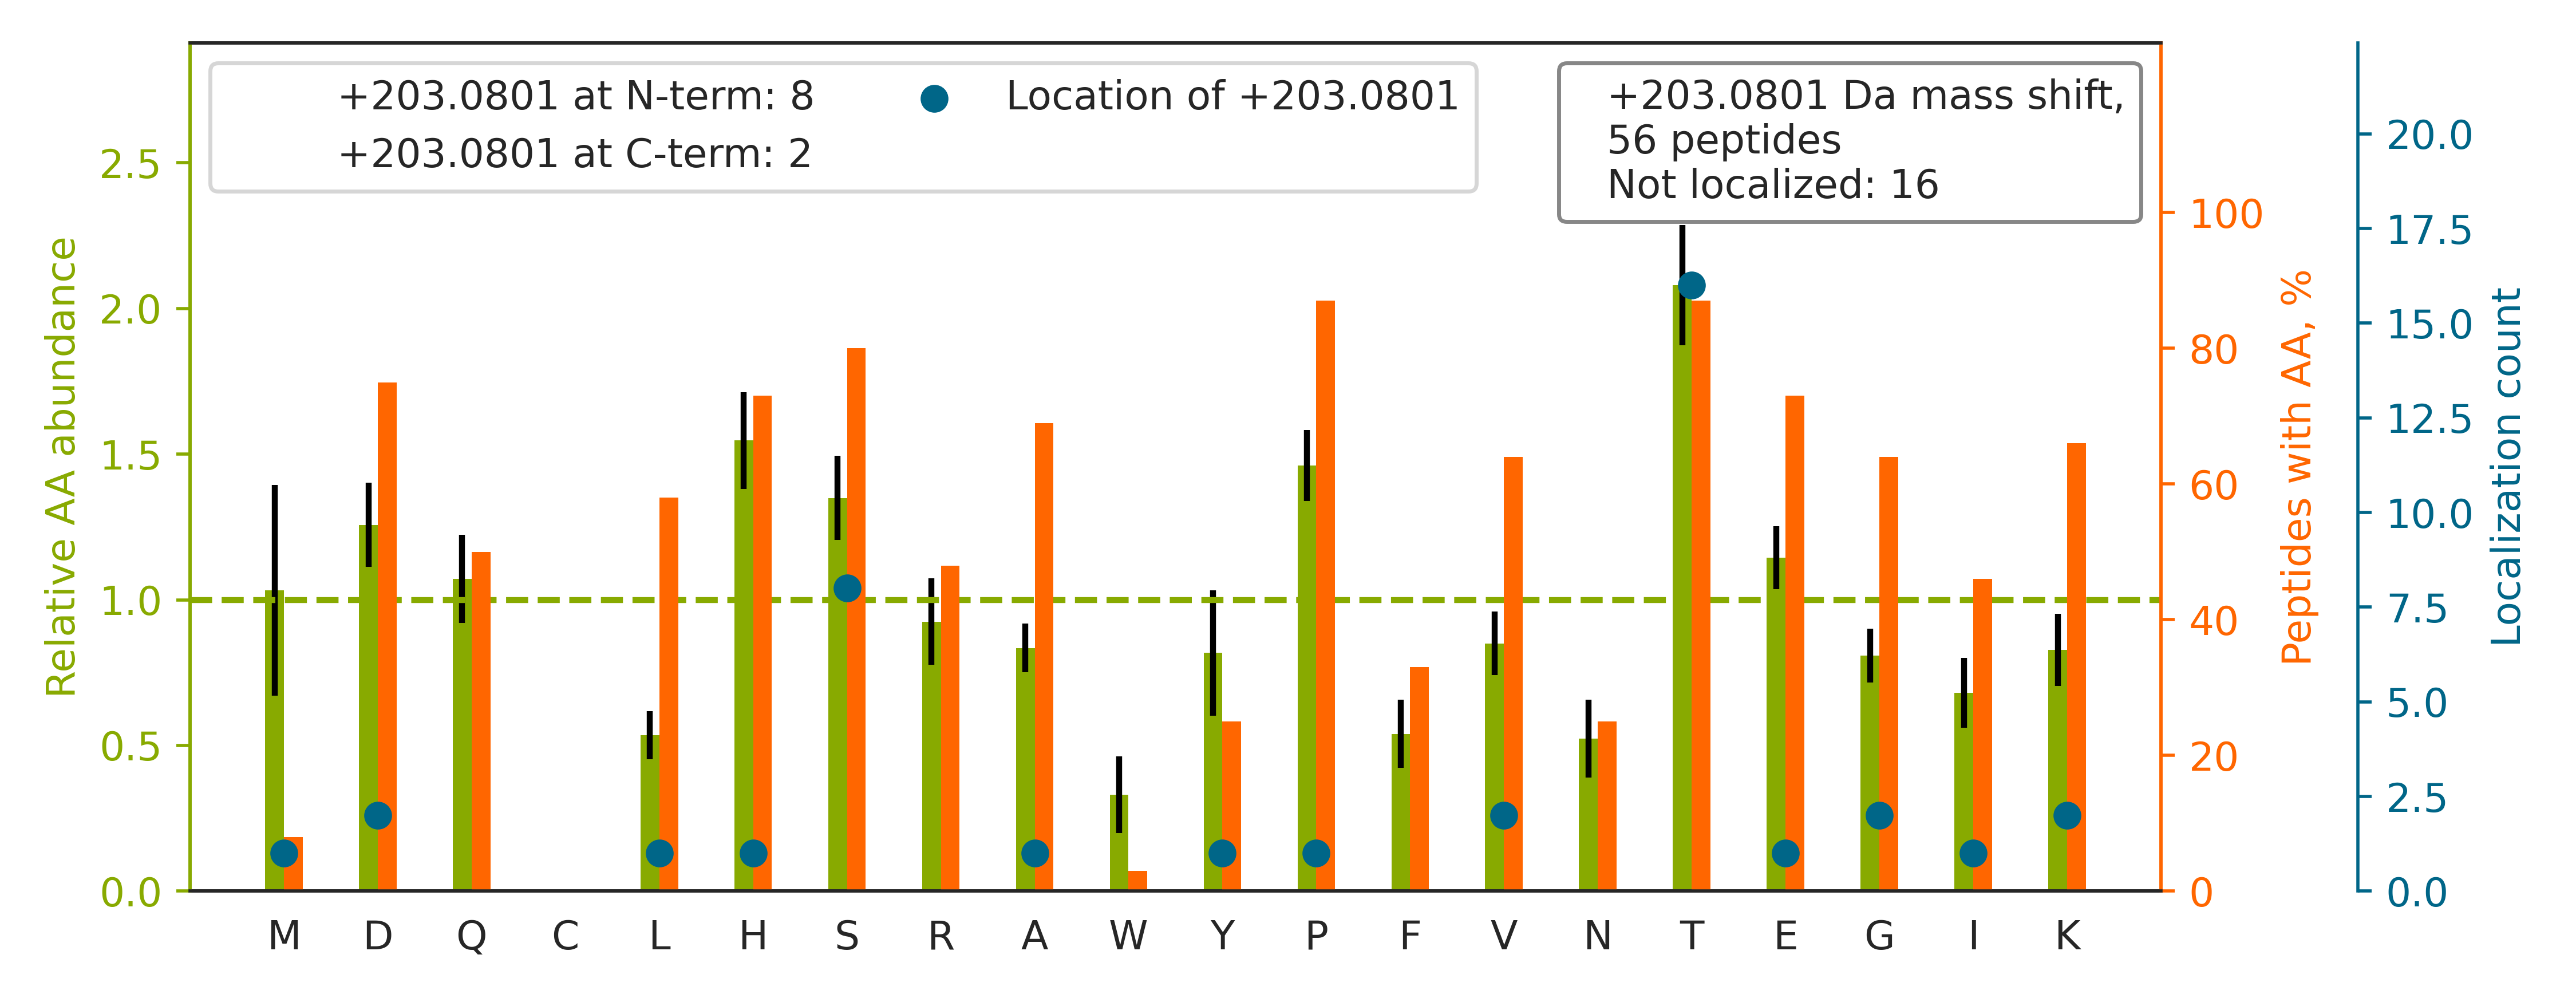 +203.0801 at N-term: 8
+203.0801 at C-term: 2
Location of +203.0801
+203.0801 Da mass shift,
56 peptides
Not localized: 16
Relative AA abundance
2.5
2.0
1.5
1.0
0.5
0.0
M D Q C L H S R A W Y P F V N T E G I K
100
80
60
40
20
0
Peptides with AA, %
20.0
17.5
15.0
12.5
10.0
7.5
5.0
2.5
0.0
Localization count